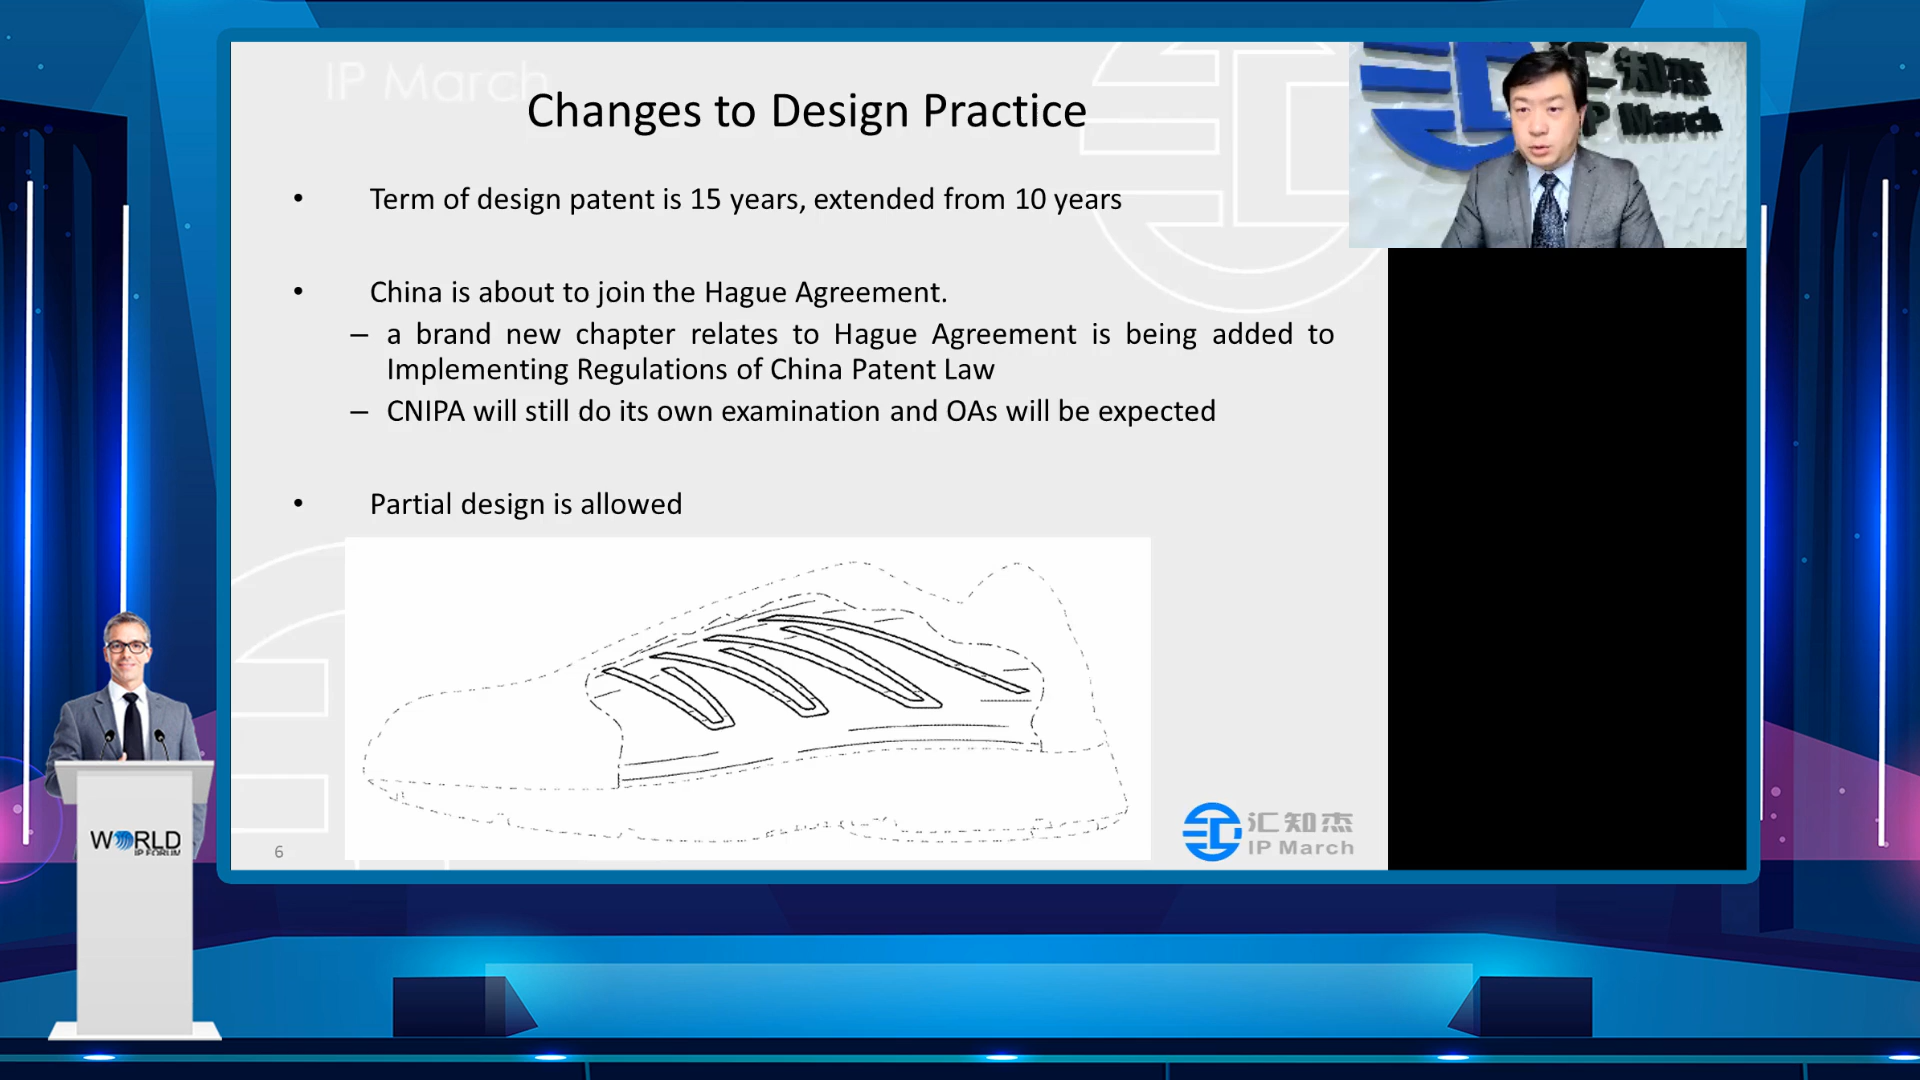 IP March
Changes to Design Practice
汇知杰
IP March
• Term of design patent is 15 years, extended from 10 years
• China is about to join the Hague Agreement.
– a brand new chapter relates to Hague Agreement is being added to
Implementing Regulations of China Patent Law
– CNIPA will still do its own examination and OAs will be expected
• Partial design is allowed
6
汇知杰
IP March
WORLD
IP FORUM